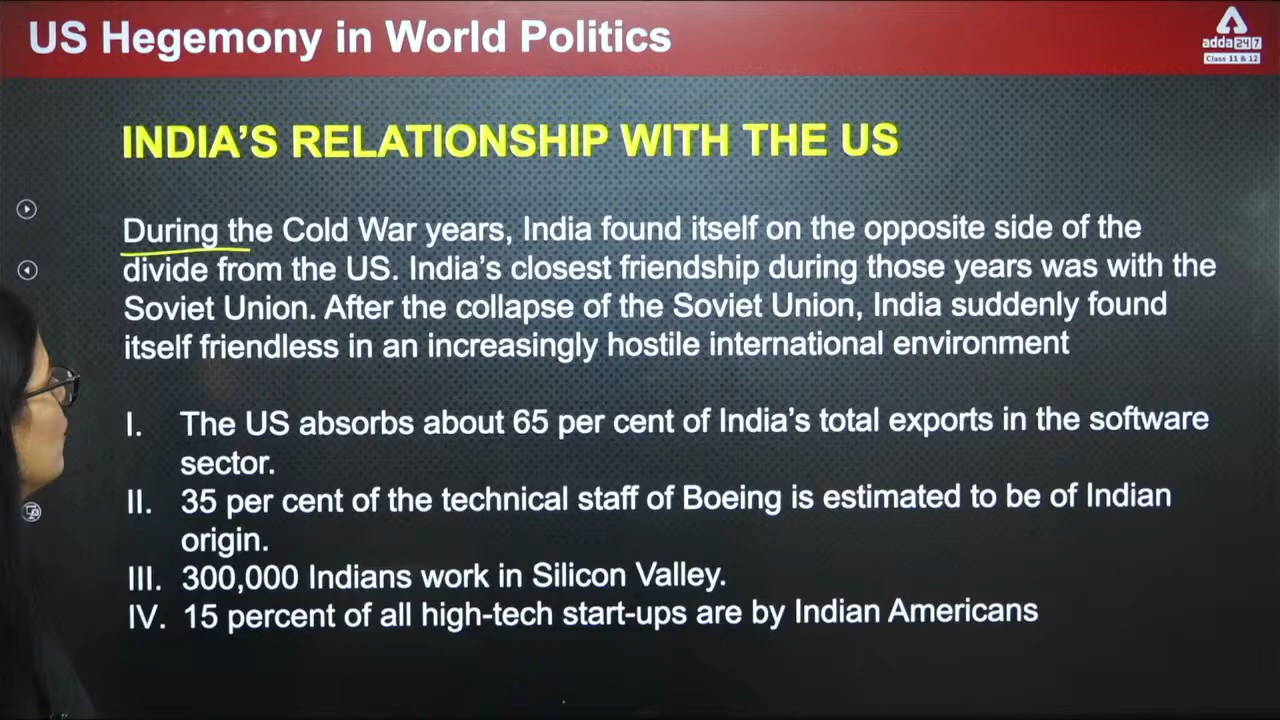 US Hegemony in World Politics
adda 247
Class 11 & 12
INDIA'S RELATIONSHIP WITH THE US
During the Cold War years, India found itself on the opposite side of the
divide from the US. India's closest friendship during those years was with the
Soviet Union. After the collapse of the Soviet Union, India suddenly found
itself friendless in an increasingly hostile international environment
I. The US absorbs about 65 per cent of India's total exports in the software
sector.
II. 35 per cent of the technical staff of Boeing is estimated to be of Indian
origin.
III. 300,000 Indians work in Silicon Valley.
IV. 15 percent of all high-tech start-ups are by Indian Americans